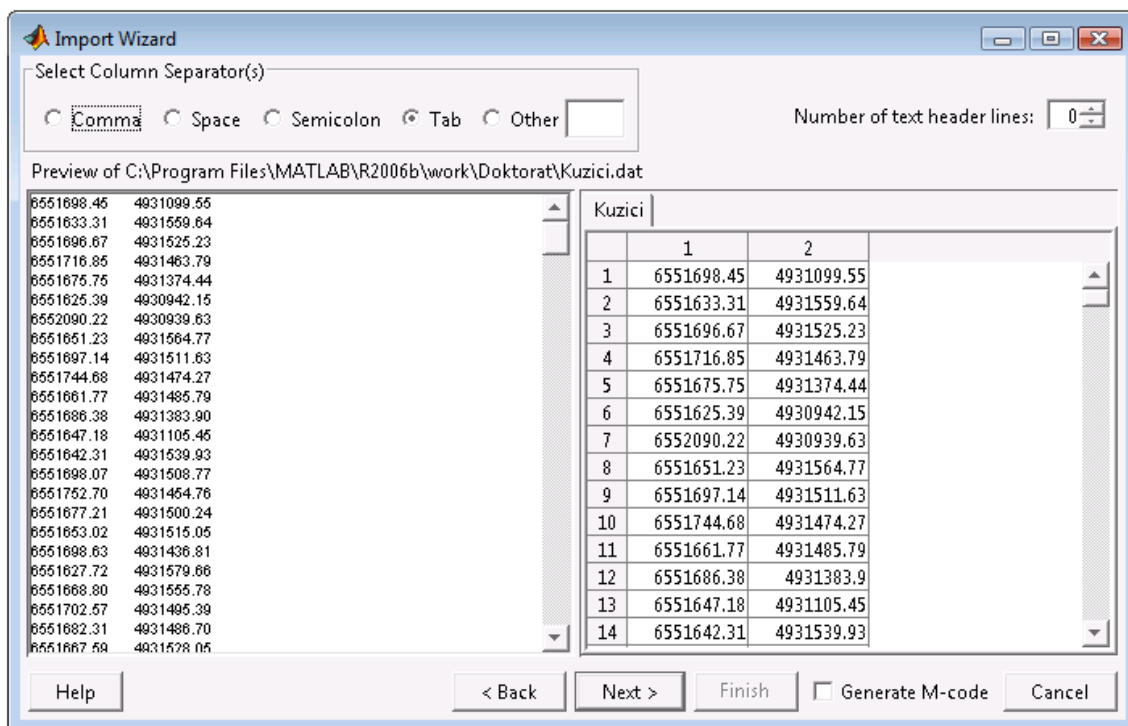 Import Wizard
Select Column Separator(s)
Comma Space Semicolon Tab Other
Number of text header lines: 0
Preview of C:\Program Files\MATLAB\R2006b\work\Doktorat\Kuzici.dat
6551698.45 4931099.55
6551633.31 4931559.64
6551696.67 4931525.23
6551716.85 4931463.79
6551675.75 4931374.44
6551625.39 4930942.15
6552090.22 4930939.63
6551651.23 4931564.77
6551697.14 4931511.63
6551744.68 4931474.27
6551661.77 4931485.79
6551686.38 4931383.90
6551647.18 4931105.45
6551642.31 4931539.93
6551698.07 4931508.77
6551752.70 4931454.76
6551677.21 4931500.24
6551653.02 4931515.05
6551698.63 4931436.81
6551627.72 4931579.66
6551668.80 4931555.78
6551702.57 4931495.39
6551682.31 4931486.70
6551667.59 4931528.05
Kuzici
1 2
1 6551698.45 4931099.55
2 6551633.31 4931559.64
3 6551696.67 4931525.23
4 6551716.85 4931463.79
5 6551675.75 4931374.44
6 6551625.39 4930942.15
7 6552090.22 4930939.63
8 6551651.23 4931564.77
9 6551697.14 4931511.63
10 6551744.68 4931474.27
11 6551661.77 4931485.79
12 6551686.38 4931383.9
13 6551647.18 4931105.45
14 6551642.31 4931539.93
Help < Back Next > Finish Generate M-code Cancel